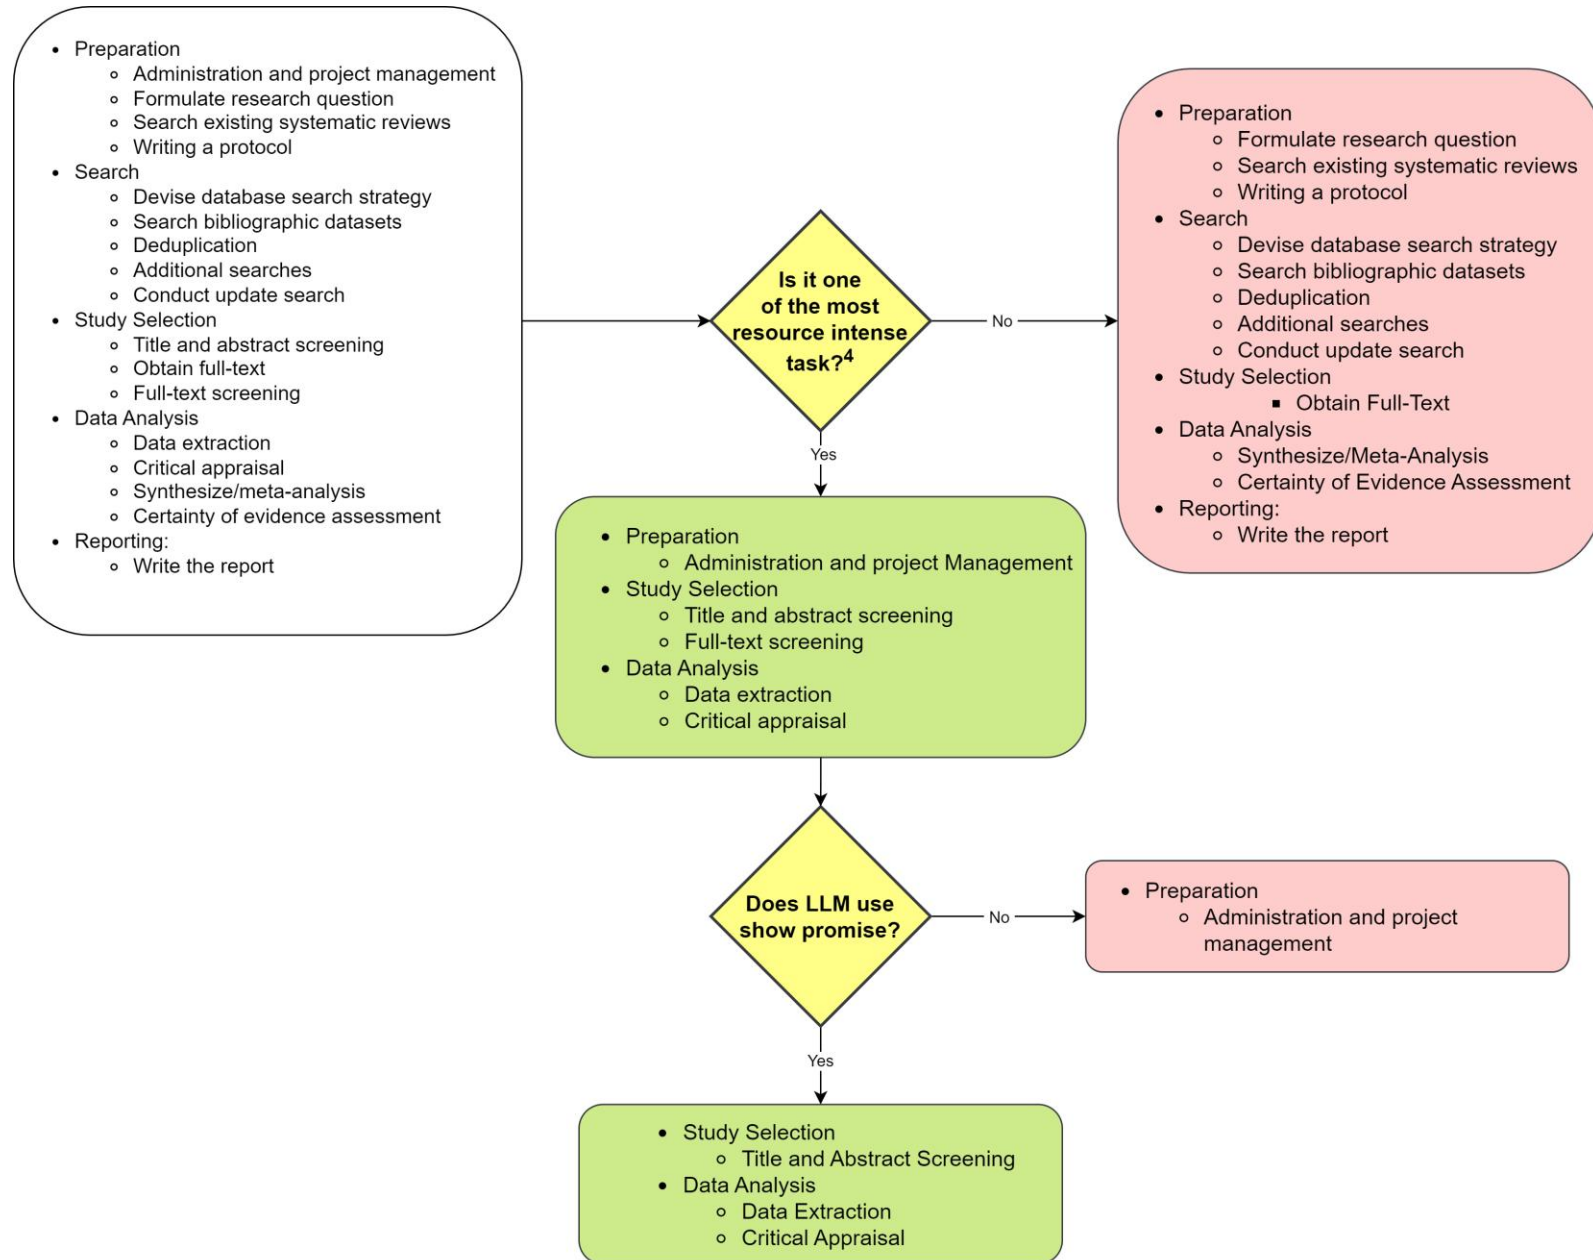 Preparation
Administration and project management
Formulate research question
Search existing systematic reviews
Writing a protocol
Search
Devise database search strategy
Search bibliographic datasets
Deduplication
Additional searches
Conduct update search
Study Selection
Title and abstract screening
Obtain full-text
Full-text screening
Data Analysis
Data extraction
Critical appraisal
Synthesize/meta-analysis
Certainty of evidence assessment
Reporting:
Write the report
Is it one
of the most
resource intense
task?4
No
Preparation
Formulate research question
Search existing systematic reviews
Writing a protocol
Search
Devise database search strategy
Search bibliographic datasets
Deduplication
Additional searches
Conduct update search
Study Selection
Obtain Full-Text
Data Analysis
Synthesize/Meta-Analysis
Certainty of Evidence Assessment
Reporting:
Write the report
Yes
Preparation
Administration and project Management
Study Selection
Title and abstract screening
Full-text screening
Data Analysis
Data extraction
Critical appraisal
Does LLM use
show promise?
No
Preparation
Administration and project
management
Yes
Study Selection
Title and Abstract Screening
Data Analysis
Data Extraction
Critical Appraisal